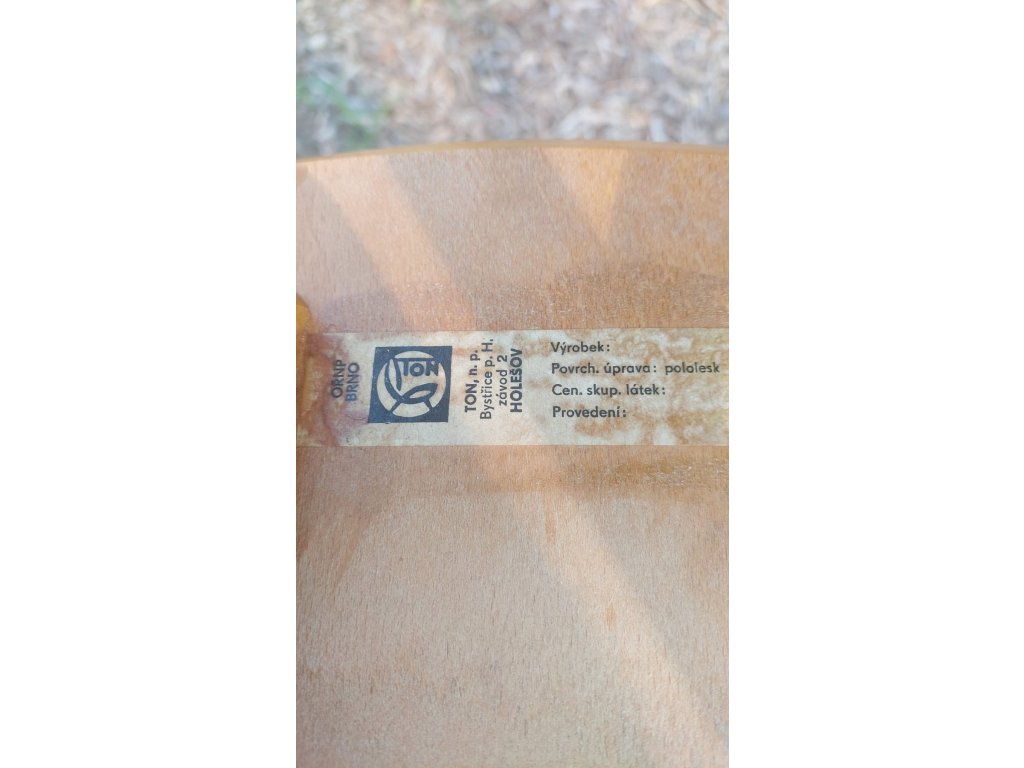 OŘNP
BRNO
TON
TON, n. p.
Bystřice p. H.
závod 2
HOLEŠOV
Výrobek:
Povrch. úprava: pololesk
Cen. skup. látek:
Provedení: